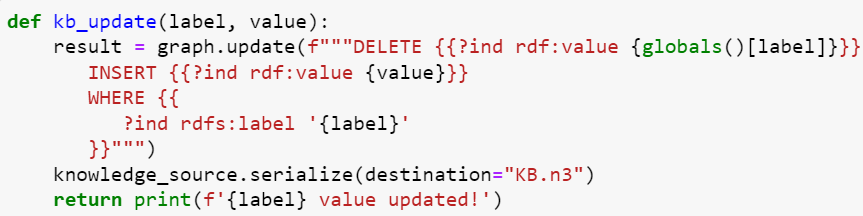 def kb_update(label, value):
    result = graph.update(f"""DELETE {{?ind rdf:value {globals()[label]}}}
       INSERT {{?ind rdf:value {value}}}
       WHERE {{
          ?ind rdfs:label '{label}'
       }}""")
    knowledge_source.serialize(destination="KB.n3")
    return print(f'{label} value updated!')